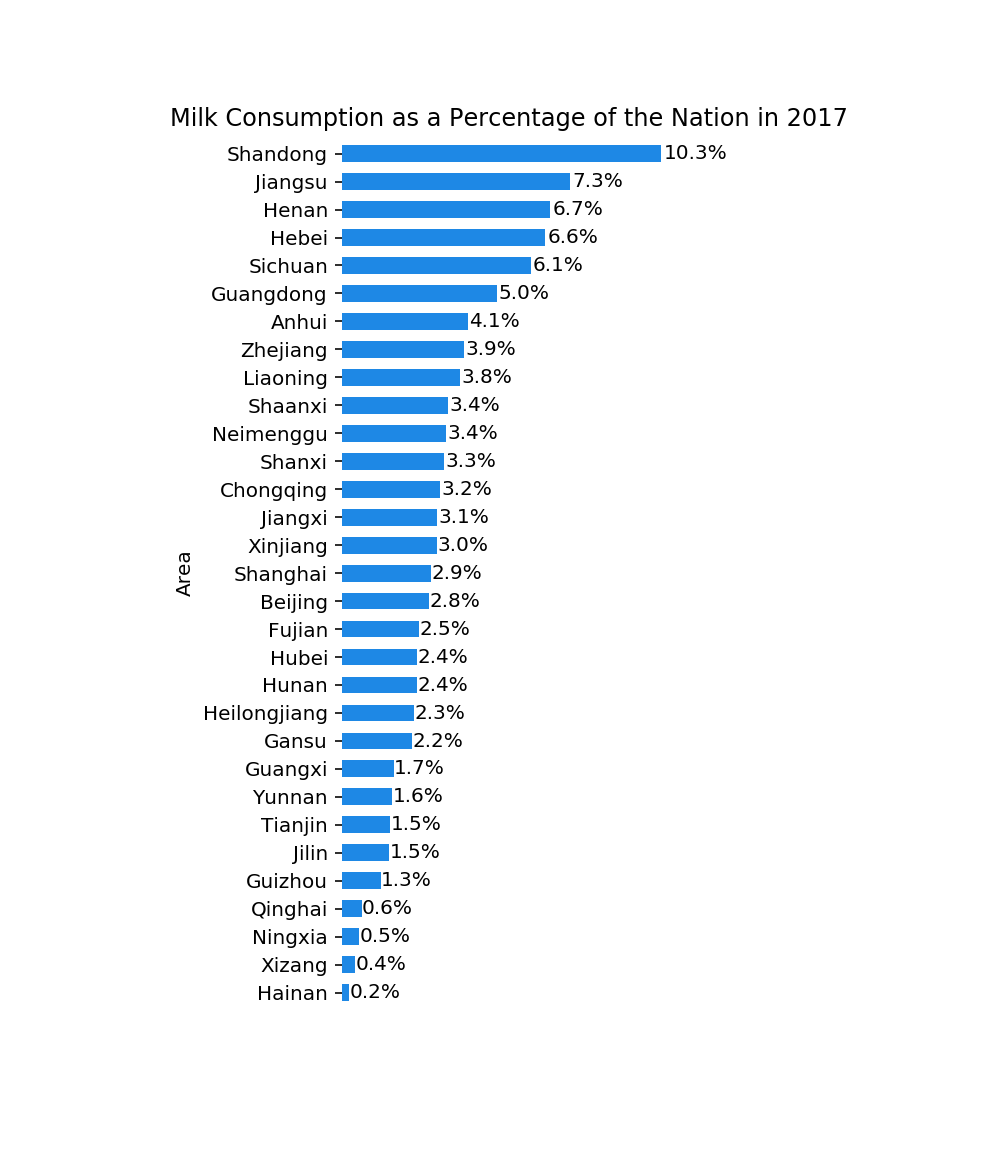 Milk Consumption as a Percentage of the Nation in 2017
Shandong 10.3%
Jiangsu 7.3%
Henan 6.7%
Hebei 6.6%
Sichuan 6.1%
Guangdong 5.0%
Anhui 4.1%
Zhejiang 3.9%
Liaoning 3.8%
Shaanxi 3.4%
Neimenggu 3.4%
Shanxi 3.3%
Chongqing 3.2%
Jiangxi 3.1%
Xinjiang 3.0%
Shanghai 2.9%
Beijing 2.8%
Fujian 2.5%
Hubei 2.4%
Hunan 2.4%
Heilongjiang 2.3%
Gansu 2.2%
Guangxi 1.7%
Yunnan 1.6%
Tianjin 1.5%
Jilin 1.5%
Guizhou 1.3%
Qinghai 0.6%
Ningxia 0.5%
Xizang 0.4%
Hainan 0.2%
Area